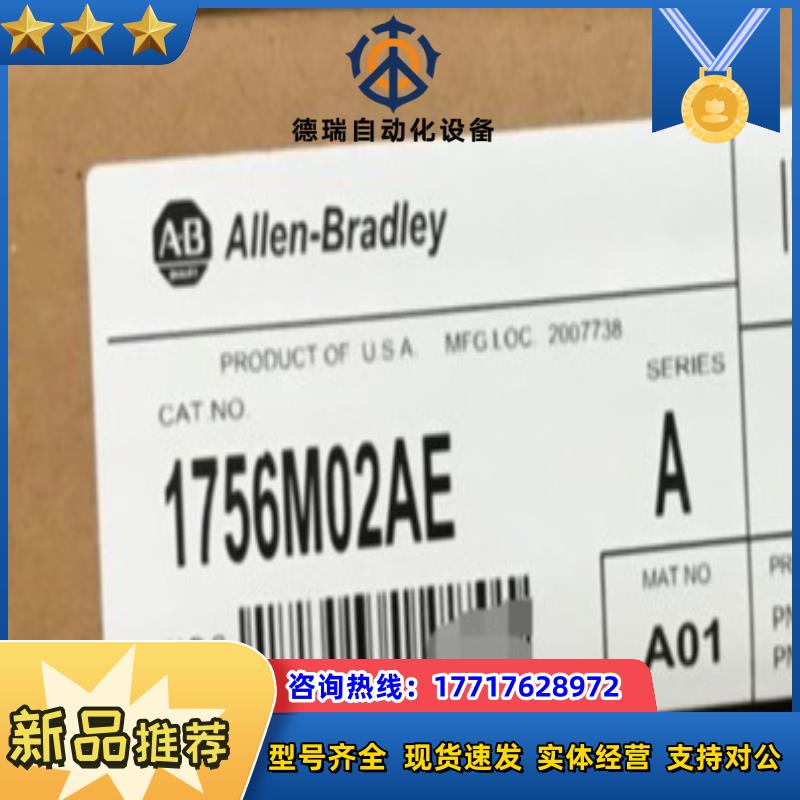 德瑞自动化设备
AB
Allen-Bradley
PRODUCT OF U.S.A. MFG LOC. 2007738
CAT.NO.
SERIES
1756M02AE
A
MAT NO
A01
咨询热线：17717628972
新品推荐
型号齐全 现货速发 实体经营 支持对公